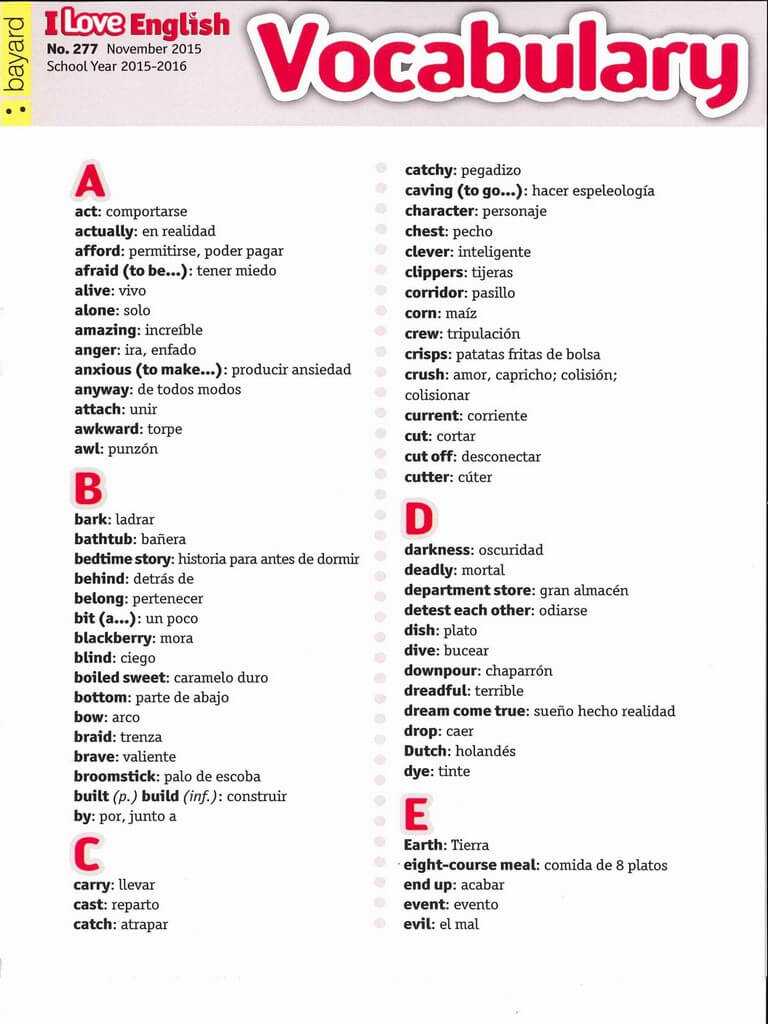 bayard
I Love English
No. 277 November 2015
School Year 2015-2016
Vocabulary
A
act: comportarse
actually: en realidad
afford: permitirse, poder pagar
afraid (to be...): tener miedo
alive: vivo
alone: solo
amazing: increíble
anger: ira, enfado
anxious (to make...): producir ansiedad
anyway: de todos modos
attach: unir
awkward: torpe
awl: punzón
B
bark: ladrar
bathtub: bañera
bedtime story: historia para antes de dormir
behind: detrás de
belong: pertenecer
bit (a...): un poco
blackberry: mora
blind: ciego
boiled sweet: caramelo duro
bottom: parte de abajo
bow: arco
braid: trenza
brave: valiente
broomstick: palo de escoba
built (p.) build (inf.): construir
by: por, junto a
C
carry: llevar
cast: reparto
catch: atrapar
catchy: pegadizo
caving (to go...): hacer espeleología
character: personaje
chest: pecho
clever: inteligente
clippers: tijeras
corridor: pasillo
corn: maíz
crew: tripulación
crisps: patatas fritas de bolsa
crush: amor, capricho; colisión;
colisionar
current: corriente
cut: cortar
cut off: desconectar
cutter: cúter
D
darkness: oscuridad
deadly: mortal
department store: gran almacén
detest each other: odiarse
dish: plato
dive: bucear
downpour: chaparrón
dreadful: terrible
dream come true: sueño hecho realidad
drop: caer
Dutch: holandés
dye: tinte
E
Earth: Tierra
eight-course meal: comida de 8 platos
end up: acabar
event: evento
evil: el mal